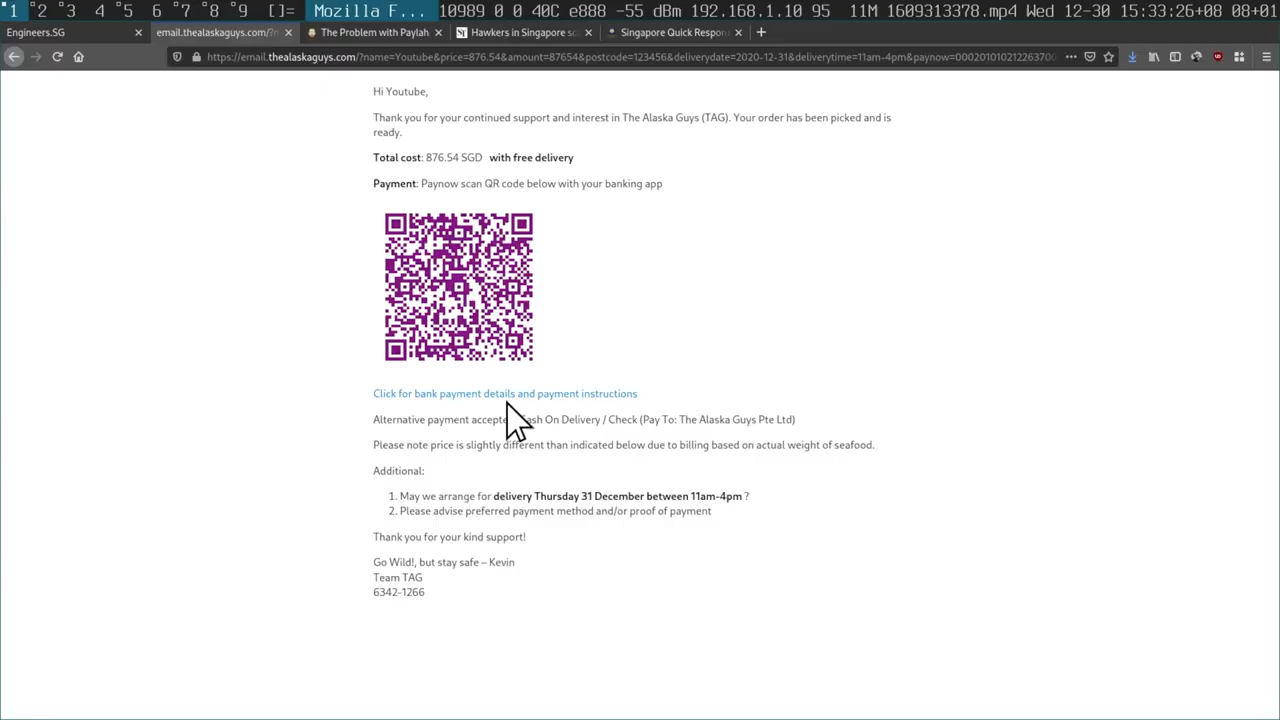 1 2 3 4 5 6 7 8 9 []= Mozilla F... 10989 0 0 40C e888 -55 dBm 192.168.1.10 95 11M 1609313378.mp4 Wed 12-30 15:33:26+08 08+01
Engineers.SG email.thealaskaguys.com/?n The Problem with Paylah Hawkers in Singapore sc Singapore Quick Respon
https://email.thealaskaguys.com/?name=Youtube&price=876.54&amount=87654&postcode=123456&deliverydate=2020-12-31&deliverytime=11am-4pm&paynow=00020101021226370
Hi Youtube,
Thank you for your continued support and interest in The Alaska Guys (TAG). Your order has been picked and is
ready.
Total cost: 876.54 SGD with free delivery
Payment: Paynow scan QR code below with your banking app
Click for bank payment details and payment instructions
Alternative payment accepte ash On Delivery / Check (Pay To: The Alaska Guys Pte Ltd)
Please note price is slightly different than indicated below due to billing based on actual weight of seafood.
Additional:
1. May we arrange for delivery Thursday 31 December between 11am-4pm ?
2. Please advise preferred payment method and/or proof of payment
Thank you for your kind support!
Go Wild!, but stay safe – Kevin
Team TAG
6342-1266